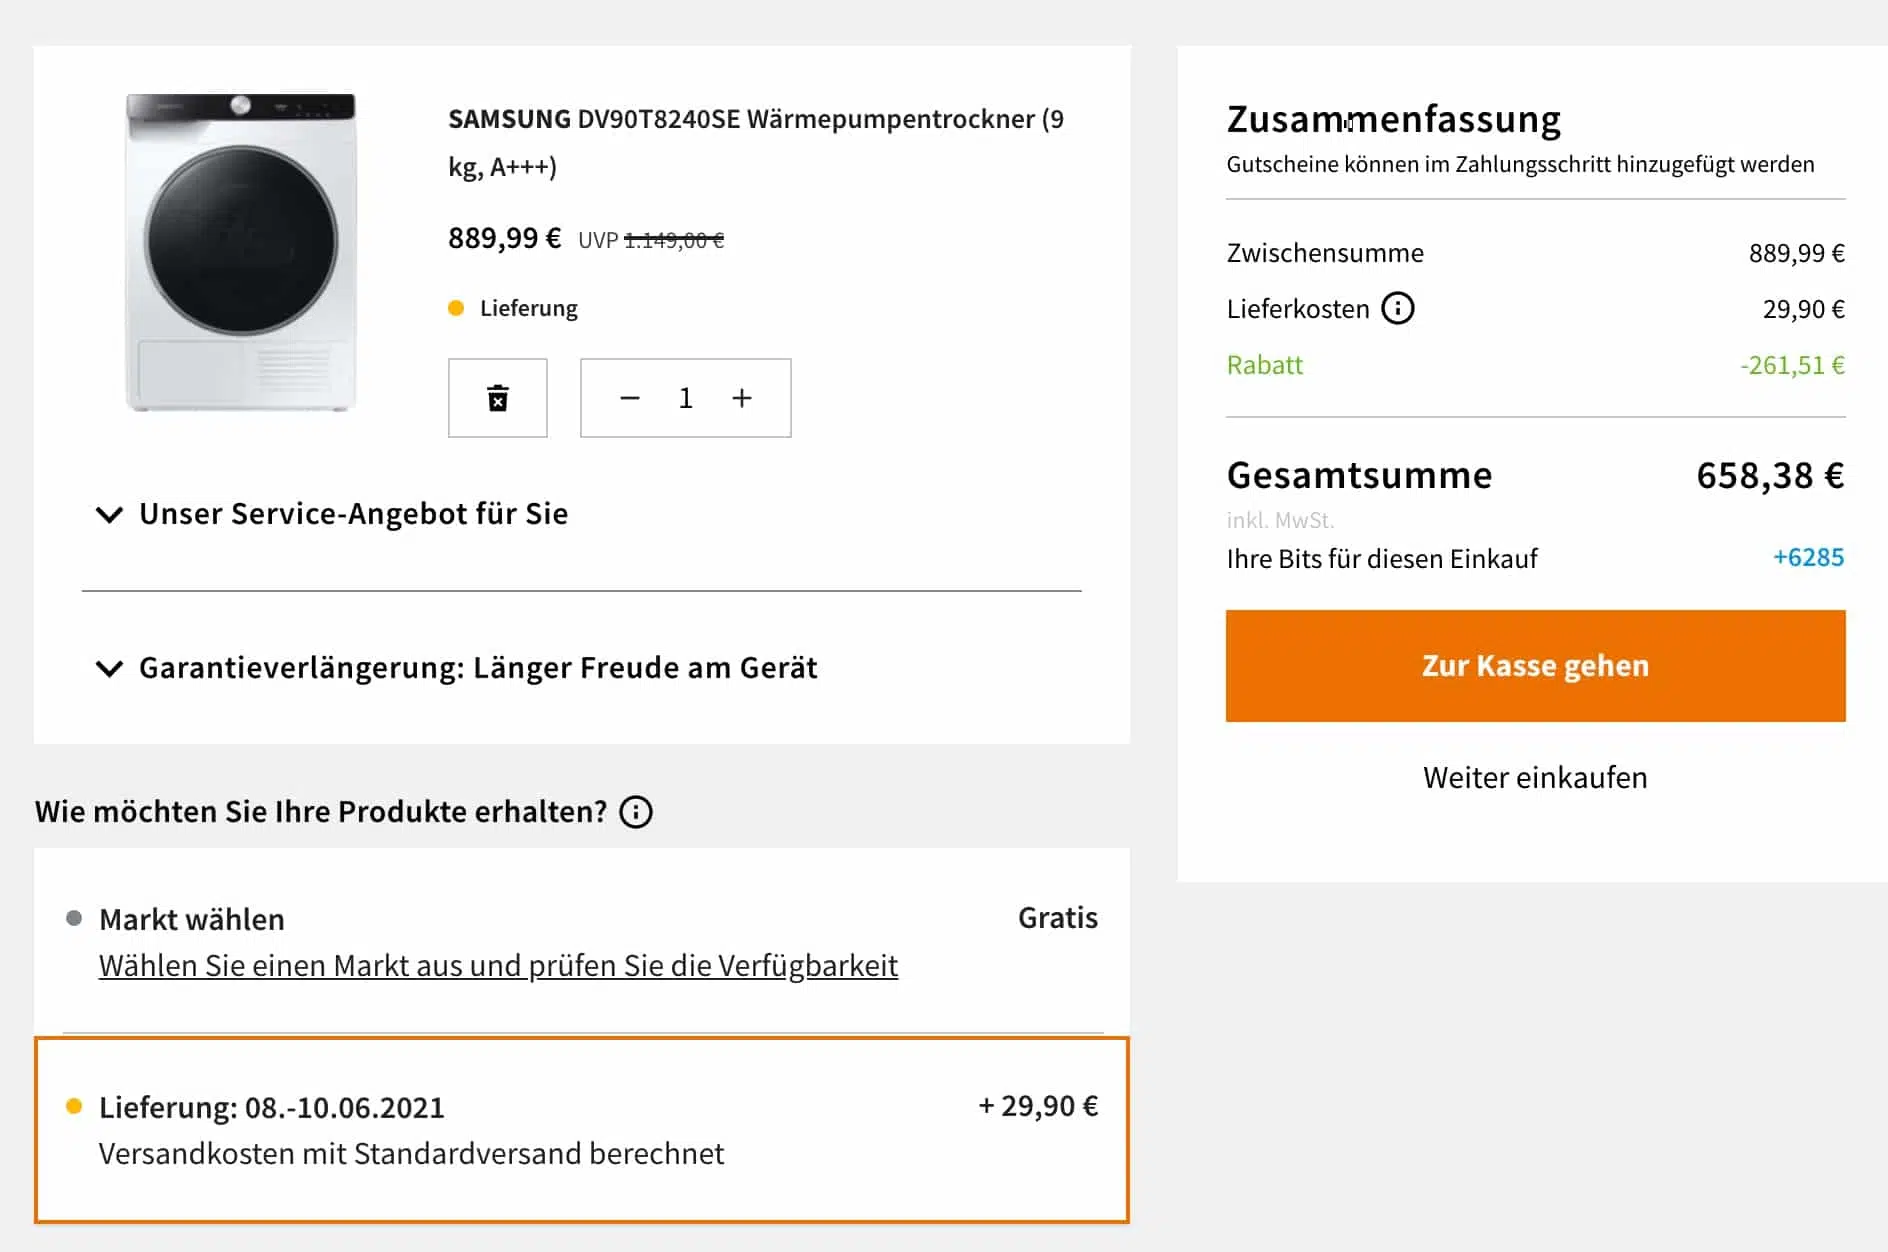 SAMSUNG DV90T8240SE Wärmepumpentrockner (9
kg, A+++)
889,99 € UVP 1.149,00 €
Lieferung
1
Unser Service-Angebot für Sie
Garantieverlängerung: Länger Freude am Gerät
Wie möchten Sie Ihre Produkte erhalten?
Markt wählen Gratis
Wählen Sie einen Markt aus und prüfen Sie die Verfügbarkeit
Lieferung: 08.-10.06.2021 + 29,90 €
Versandkosten mit Standardversand berechnet
Zusammenfassung
Gutscheine können im Zahlungsschritt hinzugefügt werden
Zwischensumme 889,99 €
Lieferkosten 29,90 €
Rabatt -261,51 €
Gesamtsumme 658,38 €
inkl. MwSt.
Ihre Bits für diesen Einkauf +6285
Zur Kasse gehen
Weiter einkaufen